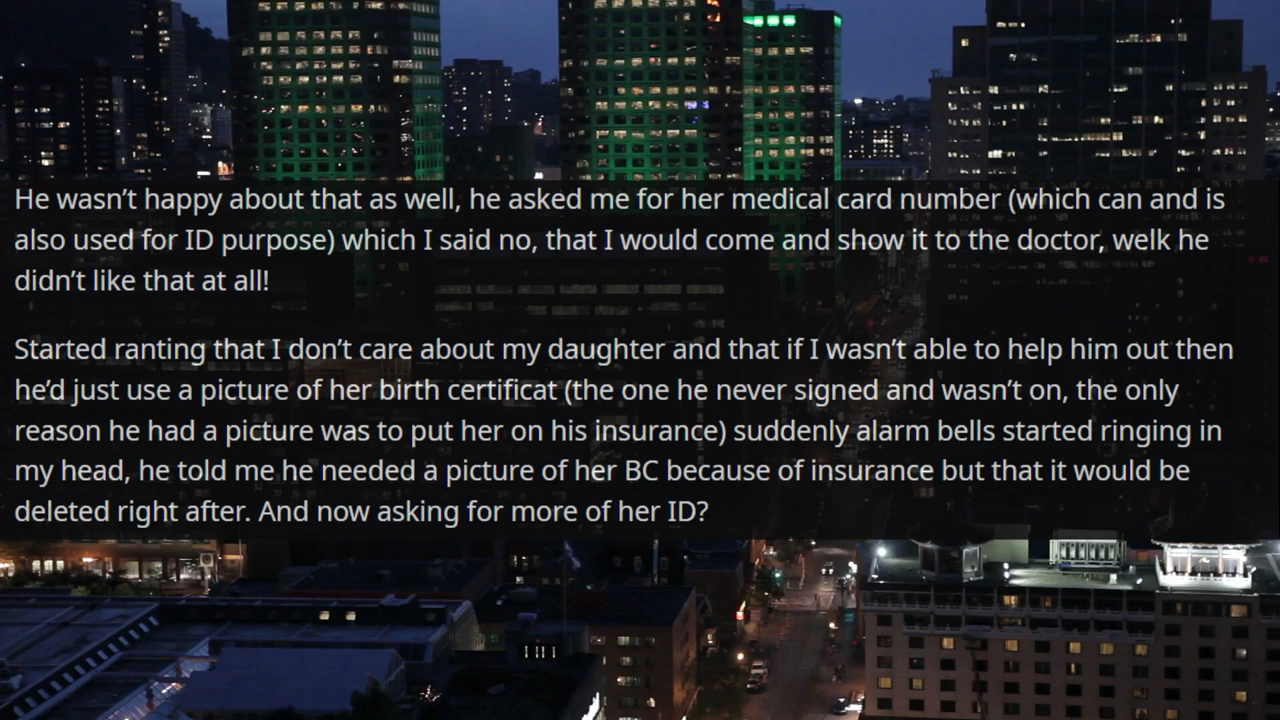 He wasn’t happy about that as well, he asked me for her medical card number (which can and is
also used for ID purpose) which I said no, that I would come and show it to the doctor, welk he
didn’t like that at all!
Started ranting that I don’t care about my daughter and that if I wasn’t able to help him out then
he’d just use a picture of her birth certificat (the one he never signed and wasn’t on, the only
reason he had a picture was to put her on his insurance) suddenly alarm bells started ringing in
my head, he told me he needed a picture of her BC because of insurance but that it would be
deleted right after. And now asking for more of her ID?